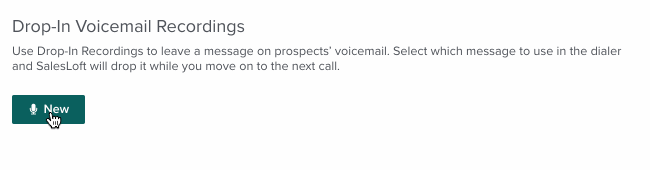 Drop-In Voicemail Recordings
Use Drop-In Recordings to leave a message on prospects' voicemail. Select which message to use in the dialer
and SalesLoft will drop it while you move on to the next call.
New